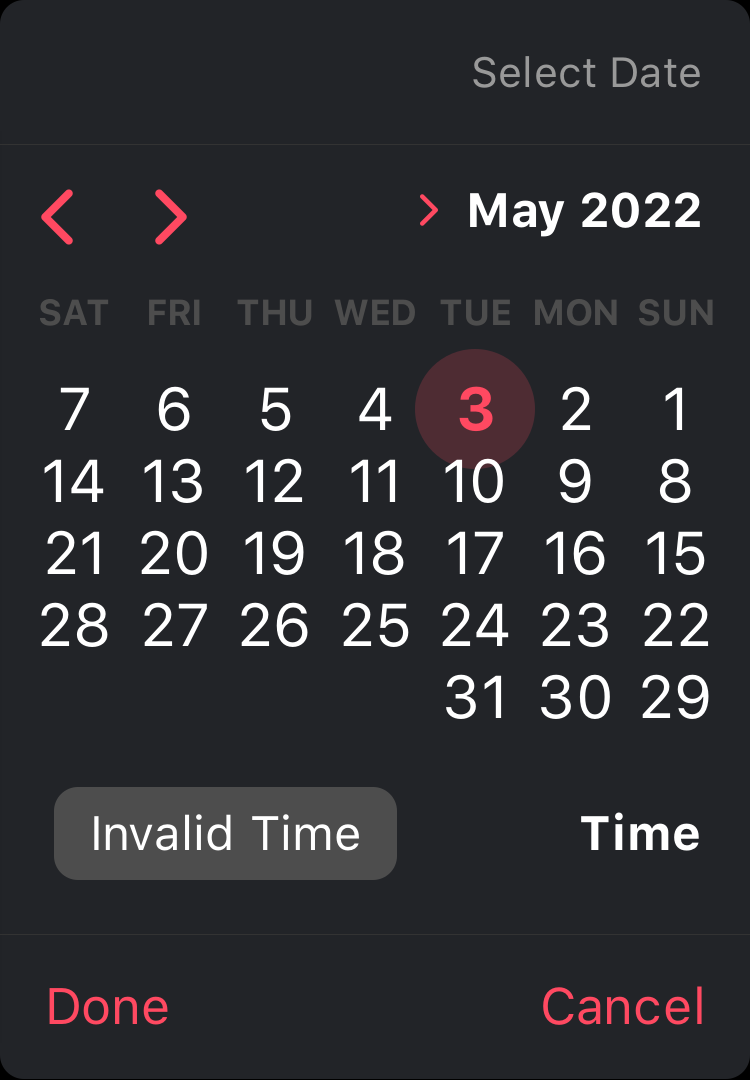 Select Date
May 2022
SAT FRI THU WED TUE MON SUN
7 6 5 4 3 2 1
14 13 12 11 10 9 8
21 20 19 18 17 16 15
28 27 26 25 24 23 22
31 30 29
Invalid Time Time
Done Cancel